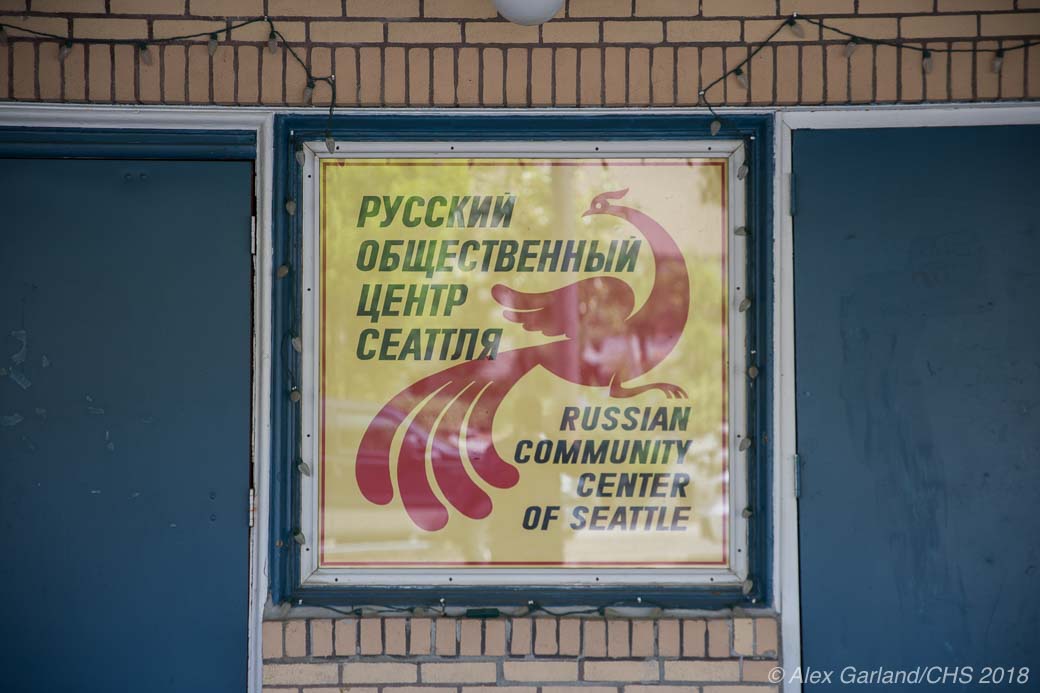 РУССКИЙ
ОБЩЕСТВЕННЫЙ
ЦЕНТР
СЕАТТЛЯ
RUSSIAN
COMMUNITY
CENTER
OF SEATTLE
© Alex Garland/CHS 2018